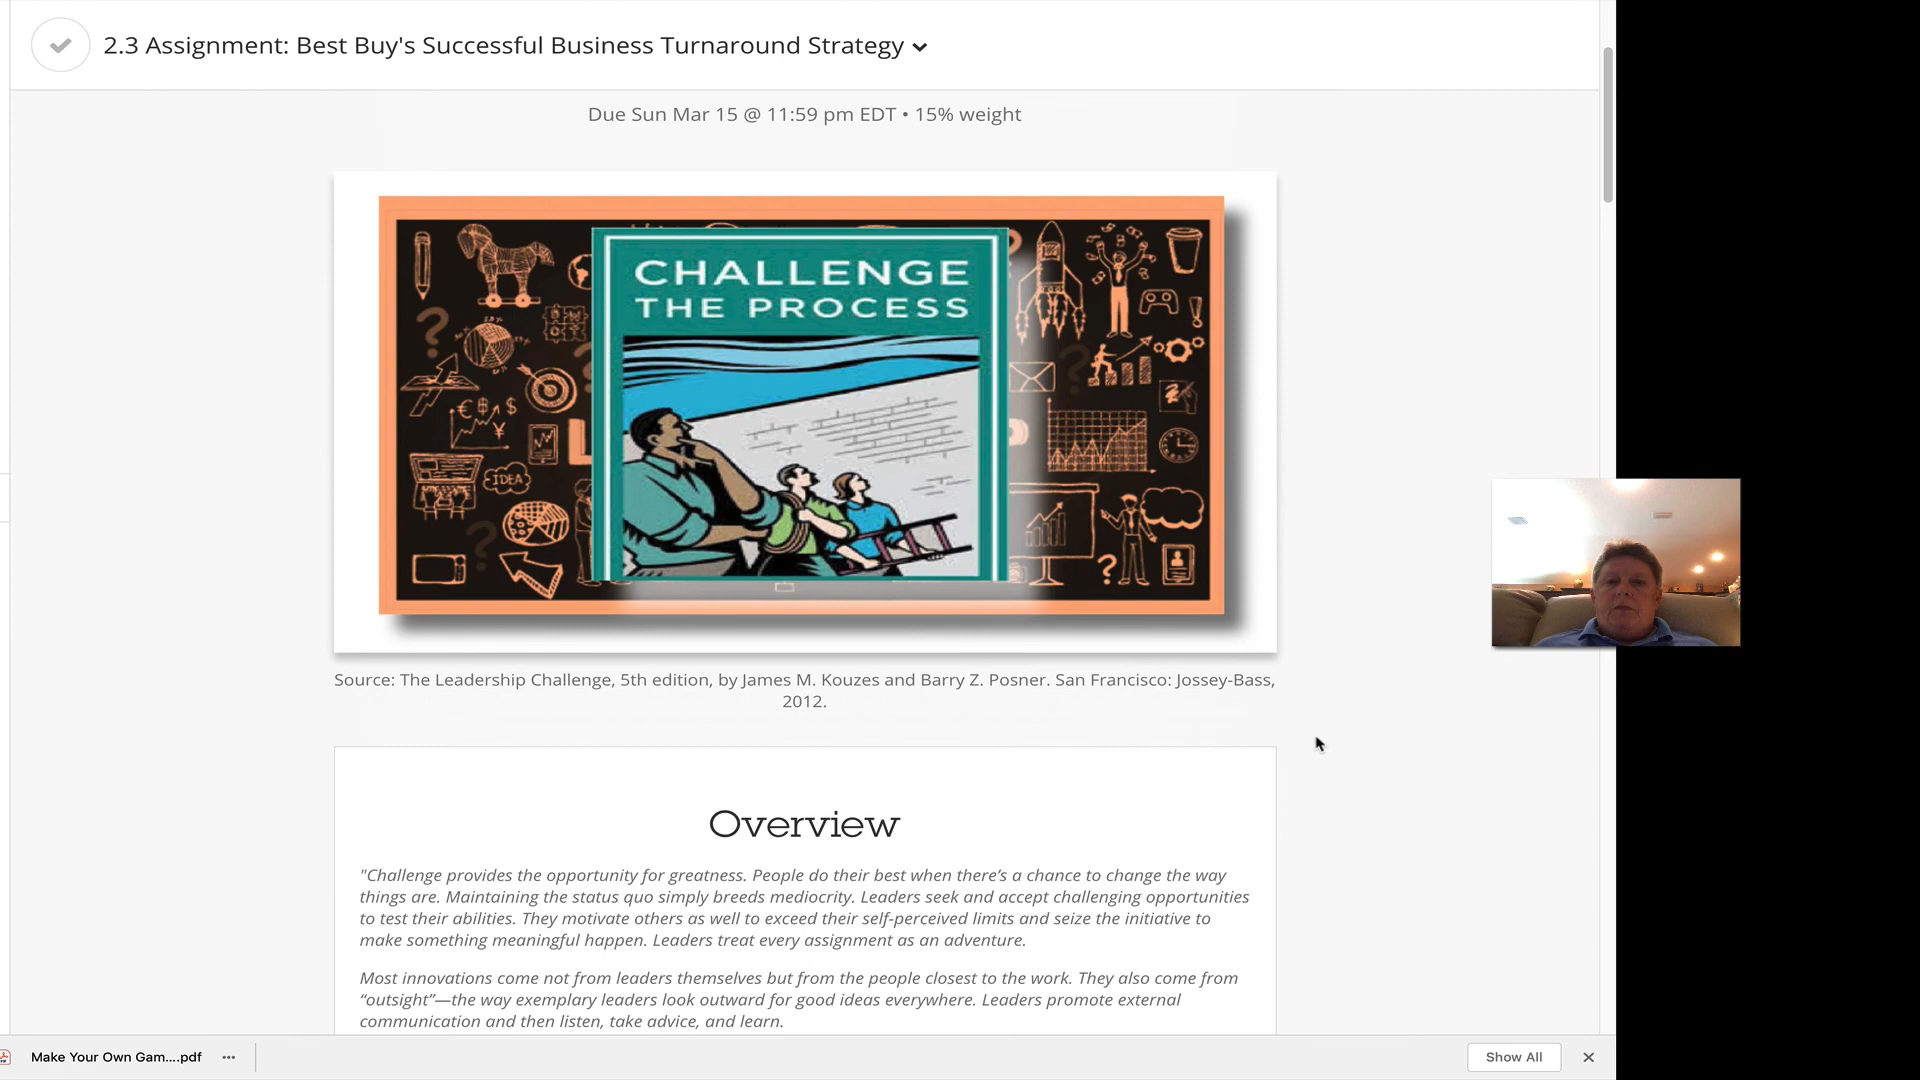 2.3 Assignment: Best Buy's Successful Business Turnaround Strategy
Due Sun Mar 15 @ 11:59 pm EDT • 15% weight
CHALLENGE
THE PROCESS
IDEA
Source: The Leadership Challenge, 5th edition, by James M. Kouzes and Barry Z. Posner. San Francisco: Jossey-Bass,
2012.
Overview
"Challenge provides the opportunity for greatness. People do their best when there’s a chance to change the way
things are. Maintaining the status quo simply breeds mediocrity. Leaders seek and accept challenging opportunities
to test their abilities. They motivate others as well to exceed their self-perceived limits and seize the initiative to
make something meaningful happen. Leaders treat every assignment as an adventure.
Most innovations come not from leaders themselves but from the people closest to the work. They also come from
“outsight”—the way exemplary leaders look outward for good ideas everywhere. Leaders promote external
communication and then listen, take advice, and learn.
Make Your Own Gam....pdf
Show All